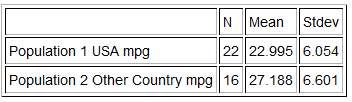 N Mean Stdev
Population 1 USA mpg 22 22.995 6.054
Population 2 Other Country mpg 16 27.188 6.601